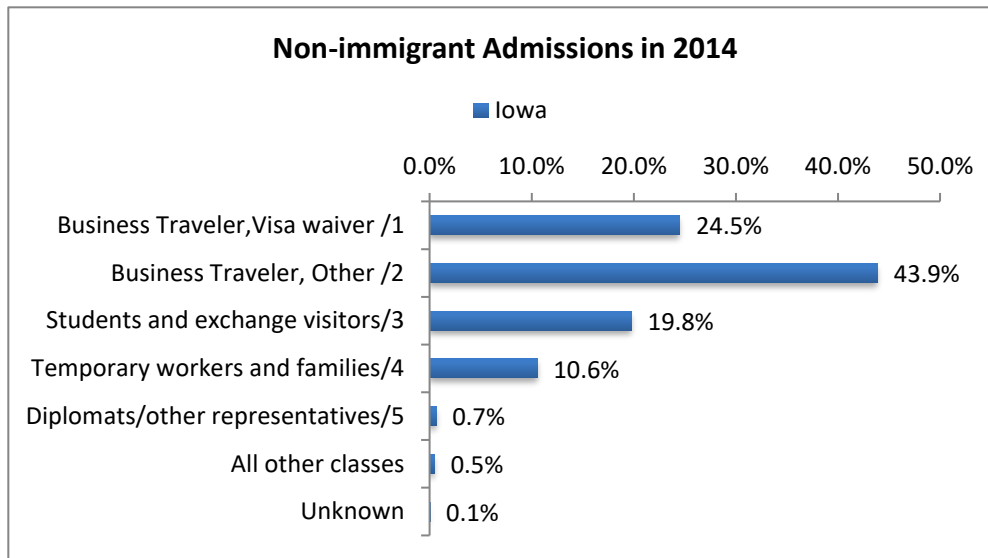 Non-immigrant Admissions in 2014
Iowa
0.0% 10.0% 20.0% 30.0% 40.0% 50.0%
Business Traveler,Visa waiver /1 24.5%
Business Traveler, Other /2 43.9%
Students and exchange visitors/3 19.8%
Temporary workers and families/4 10.6%
Diplomats/other representatives/5 0.7%
All other classes 0.5%
Unknown 0.1%